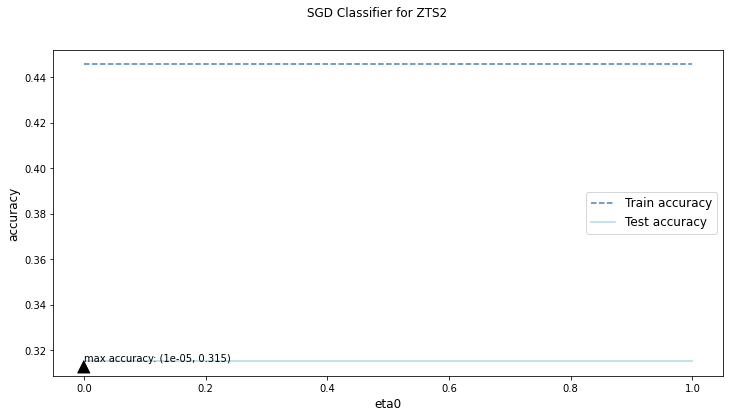 SGD Classifier for ZTS2
accuracy
0.44
0.42
0.40
0.38
0.36
0.34
0.32
Train accuracy
Test accuracy
max accuracy: (1e-05, 0.315)
0.0 0.2 0.4 0.6 0.8 1.0
eta0